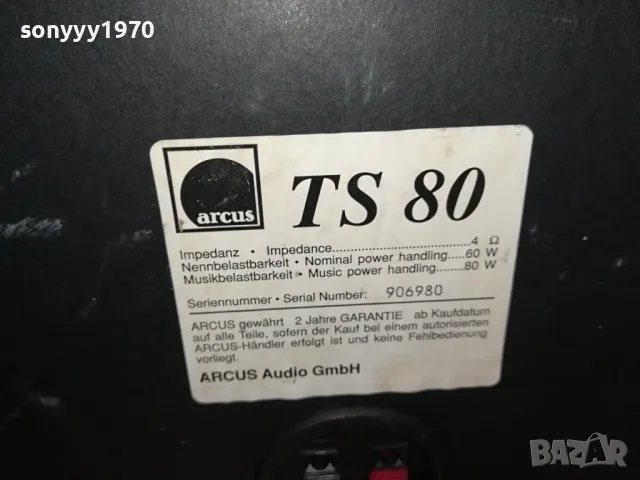 sonyyy1970
arcus
TS 80
Impedanz • Impedance.......................4 Ω
Nennbelastbarkeit • Nominal power handling.....60 W
Musikbelastbarkeit • Music power handling.......80 W
Seriennummer • Serial Number: 906980
ARCUS gewährt 2 Jahre GARANTIE ab Kaufdatum
auf alle Teile, sofern der Kauf bei einem autorisierten
ARCUS-Händler erfolgt ist und keine Fehlbedienung
vorliegt.
ARCUS Audio GmbH
BAZAR